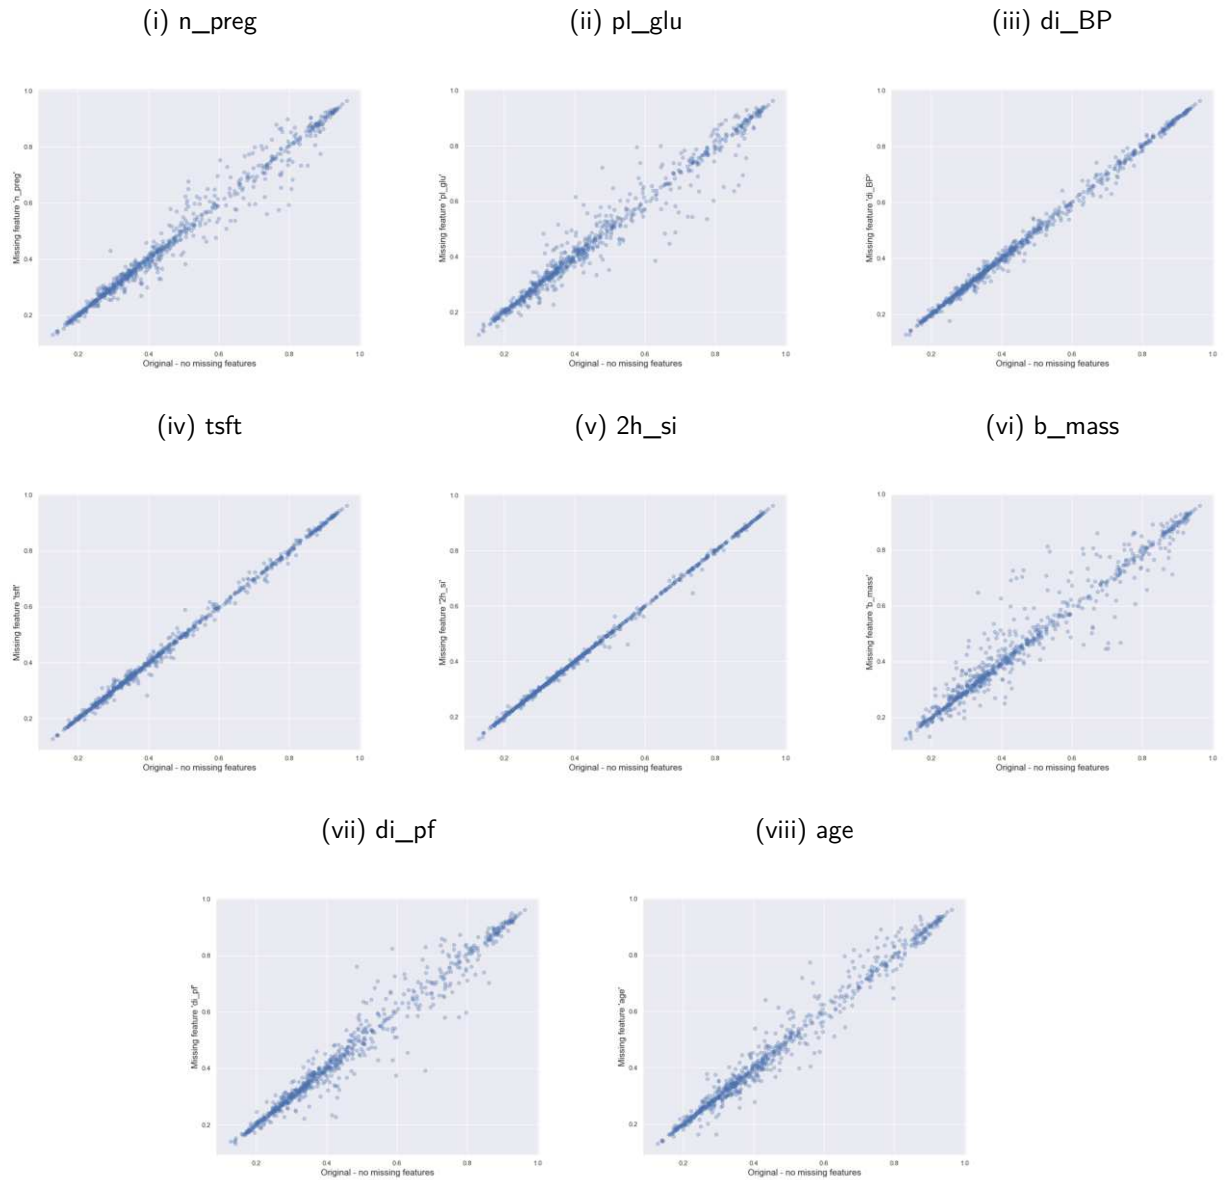 (i) n_preg
(ii) pl_glu
(iii) di_BP
1.0
0.8
0.6
0.4
0.2
Missing feature 'n_preg'
0.2 0.4 0.6 0.8 1.0
Original - no missing features
1.0
0.8
0.6
0.4
0.2
Missing feature 'pl_glu'
0.2 0.4 0.6 0.8 1.0
Original - no missing features
1.0
0.8
0.6
0.4
0.2
Missing feature 'di_BP'
0.2 0.4 0.6 0.8 1.0
Original - no missing features
(iv) tsft
(v) 2h_si
(vi) b_mass
1.0
0.8
0.6
0.4
0.2
Missing feature 'tsft'
0.2 0.4 0.6 0.8 1.0
Original - no missing features
1.0
0.8
0.6
0.4
0.2
Missing feature '2h_si'
0.2 0.4 0.6 0.8 1.0
Original - no missing features
1.0
0.8
0.6
0.4
0.2
Missing feature 'b_mass'
0.2 0.4 0.6 0.8 1.0
Original - no missing features
(vii) di_pf
(viii) age
1.0
0.8
0.6
0.4
0.2
Missing feature 'di_pf'
0.2 0.4 0.6 0.8 1.0
Original - no missing features
1.0
0.8
0.6
0.4
0.2
Missing feature 'age'
0.2 0.4 0.6 0.8 1.0
Original - no missing features